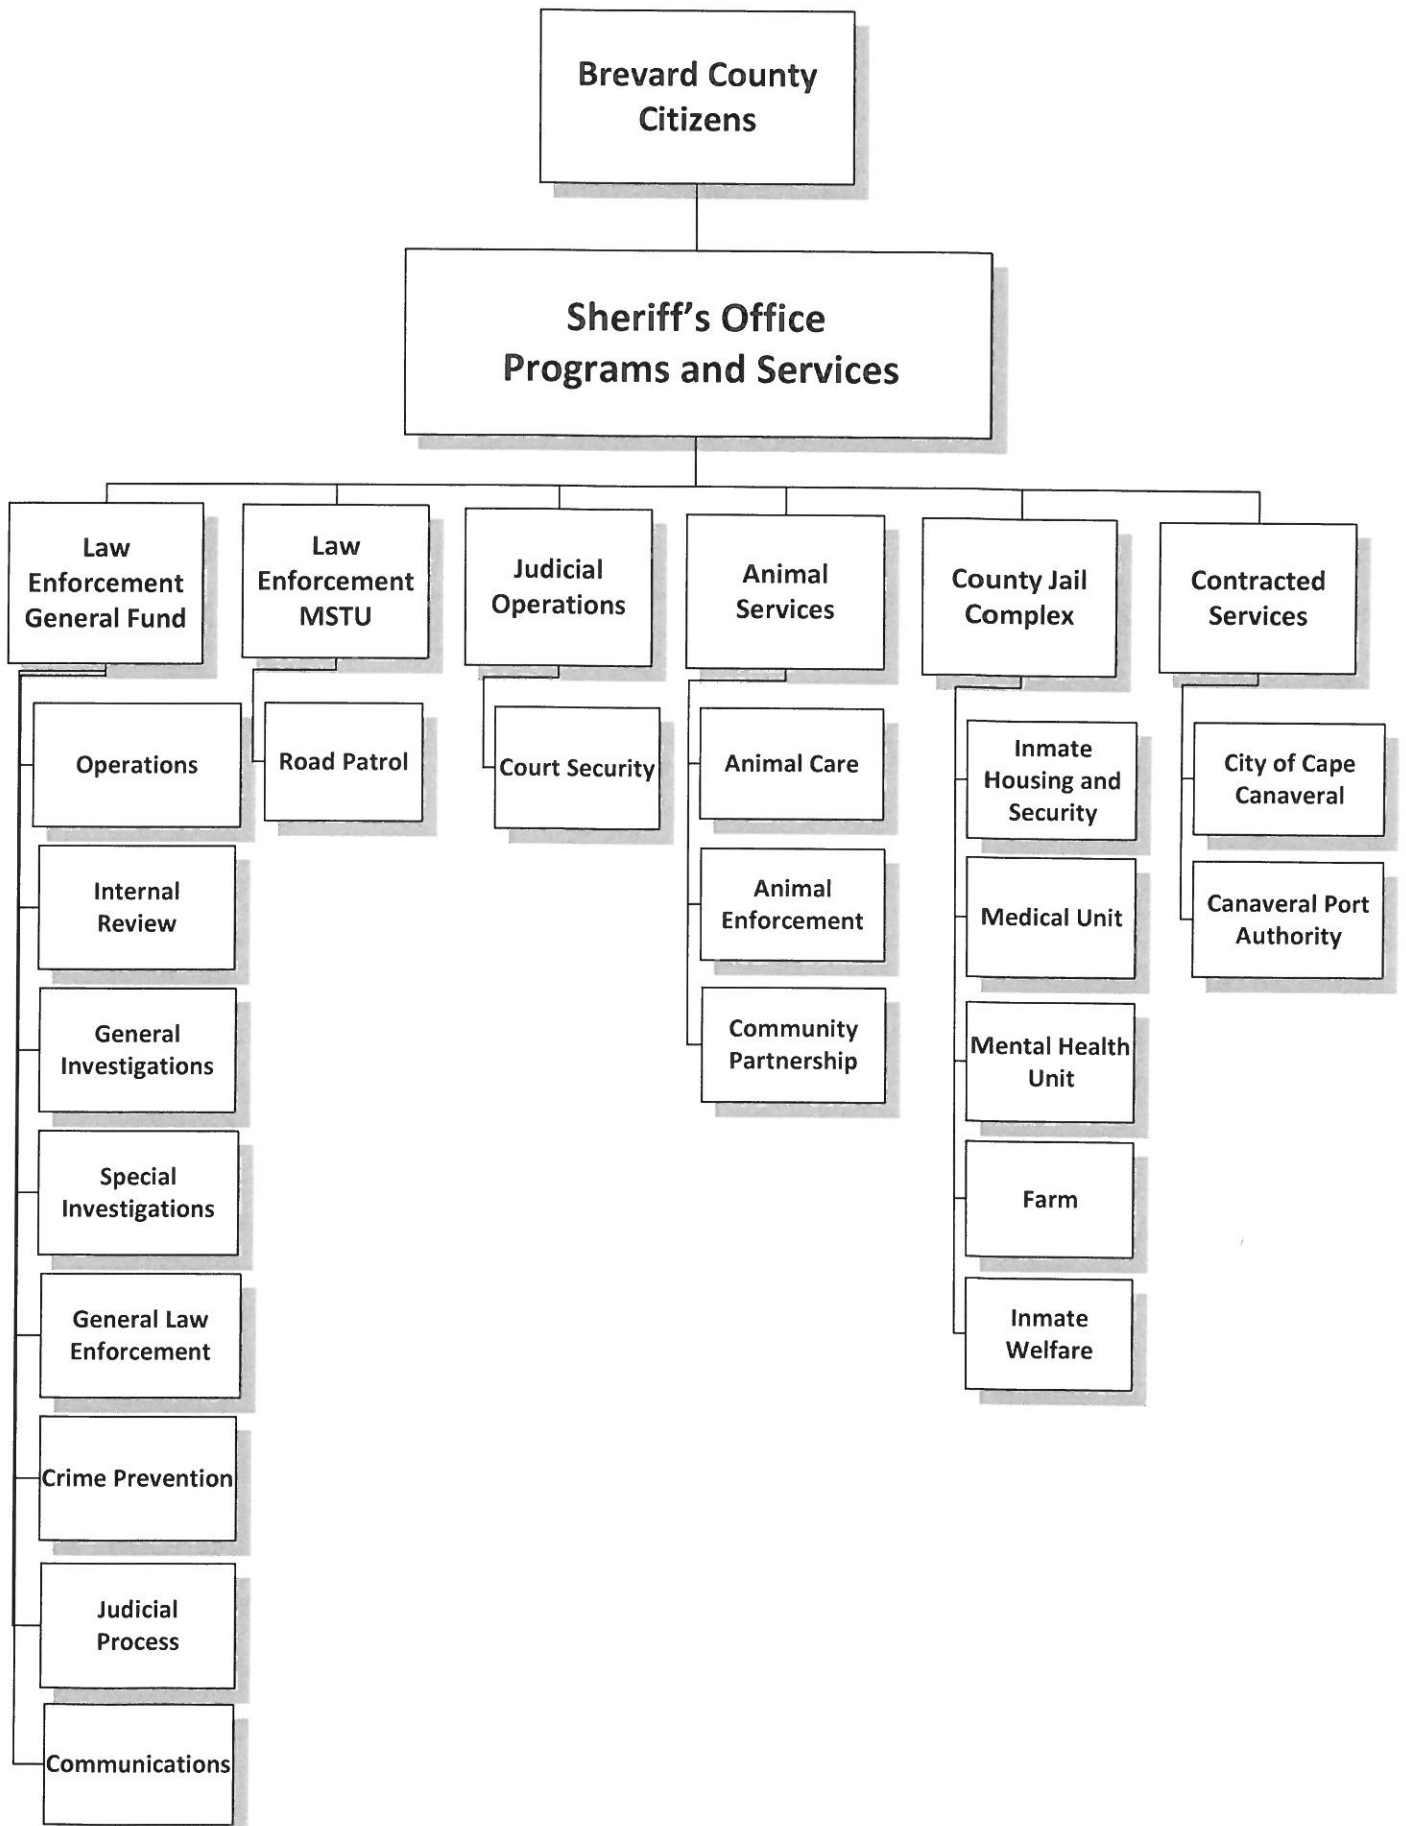 Brevard County
Citizens
Sheriff's Office
Programs and Services
Law
Enforcement
General Fund
Operations
Internal
Review
General
Investigations
Special
Investigations
General Law
Enforcement
Crime Prevention
Judicial
Process
Communications
Law
Enforcement
MSTU
Road Patrol
Judicial
Operations
Court Security
Animal
Services
Animal Care
Animal
Enforcement
Community
Partnership
County Jail
Complex
Inmate
Housing and
Security
Medical Unit
Mental Health
Unit
Farm
Inmate
Welfare
Contracted
Services
City of Cape
Canaveral
Canaveral Port
Authority